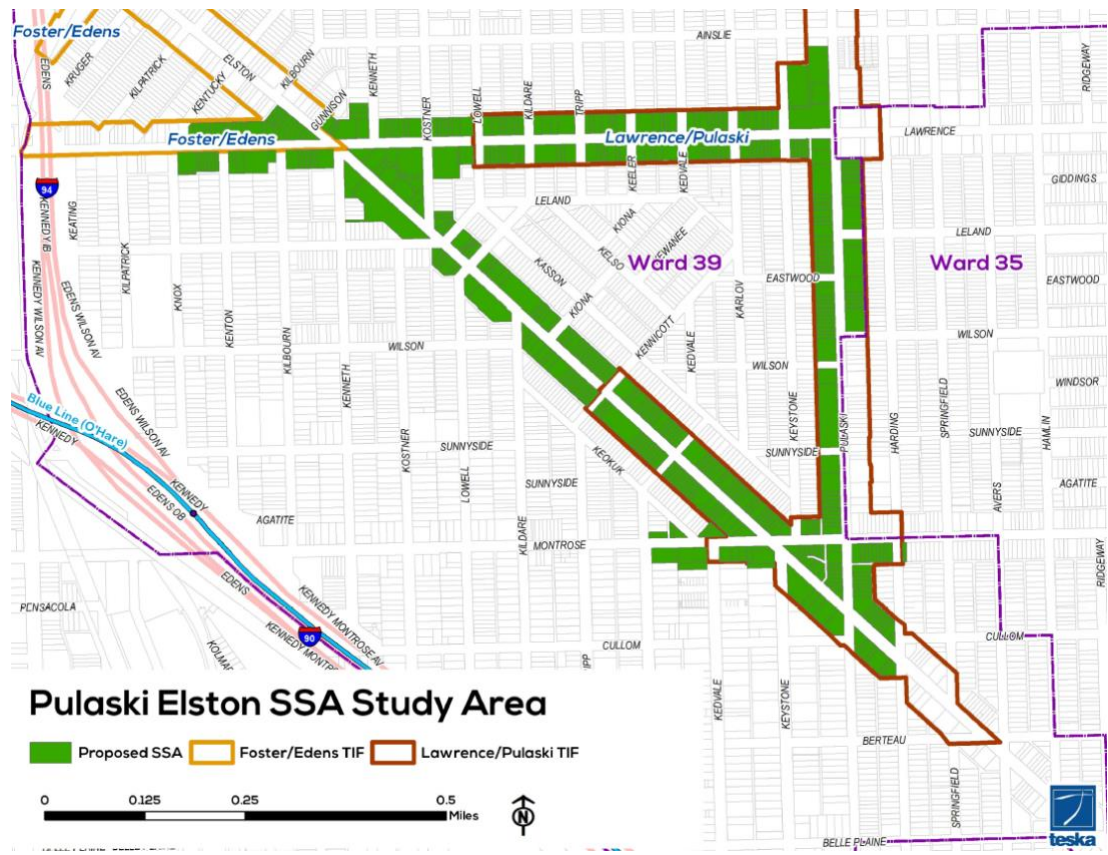 Foster/Edens
AINSLIE
EDENS
KRUGER
KILPATRICK
KENTUCKY
ELSTON
KILBOURN
GUNNISON
KENNETH
KOSTNER
LOWELL
KILDARE
TRIPP
RIDGEWAY
Foster/Edens
Lawrence/Pulaski
LAWRENCE
KEELER
KEDVALE
GIDDINGS
94
KENNEDY IB
KEATING
LELAND
KIONA
KEWANEE
KELSO
LELAND
Ward 39
Ward 35
KILPATRICK
KASSON
EASTWOOD
EASTWOOD
KENNEDY WILSON AV
EDENS WILSON AV
KNOX
KIONA
KARLOV
KENTON
KILBOURN
WILSON
KENNICOTT
KEDVALE
WILSON
WILSON
KENNETH
WINDSOR
Blue Line (O'Hare)
KENNEDY
EDENS WILSON AV
KOSTNER
SUNNYSIDE
LOWELL
KEOKUK
SUNNYSIDE
KEYSTONE
SUNNYSIDE
PULASKI
HARDING
SPRINGFIELD
SUNNYSIDE
HAMLIN
AGATITE
AVERS
KENNEDY
EDENS OB
AGATITE
KILDARE
MONTROSE
RIDGEWAY
EDENS
KENNEDY MONTROSE AV
PENSACOLA
90
KENNEDY MONTR
KOLMA
CULLOM
CULLOM
KEDVALE
KEYSTONE
Pulaski Elston SSA Study Area
Proposed SSA
Foster/Edens TIF
Lawrence/Pulaski TIF
BERTEAU
SPRINGFIELD
0 0.125 0.25 0.5
Miles
N
teska
BELLE PLAINE